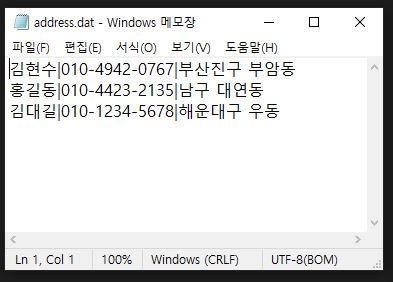 address.dat - Windows 메모장
파일(F) 편집(E) 서식(O) 보기(V) 도움말(H)
김현수|010-4942-0767|부산진구 부암동
홍길동|010-4423-2135|남구 대연동
김대길|010-1234-5678|해운대구 우동
Ln 1, Col 1 100% Windows (CRLF) UTF-8(BOM)